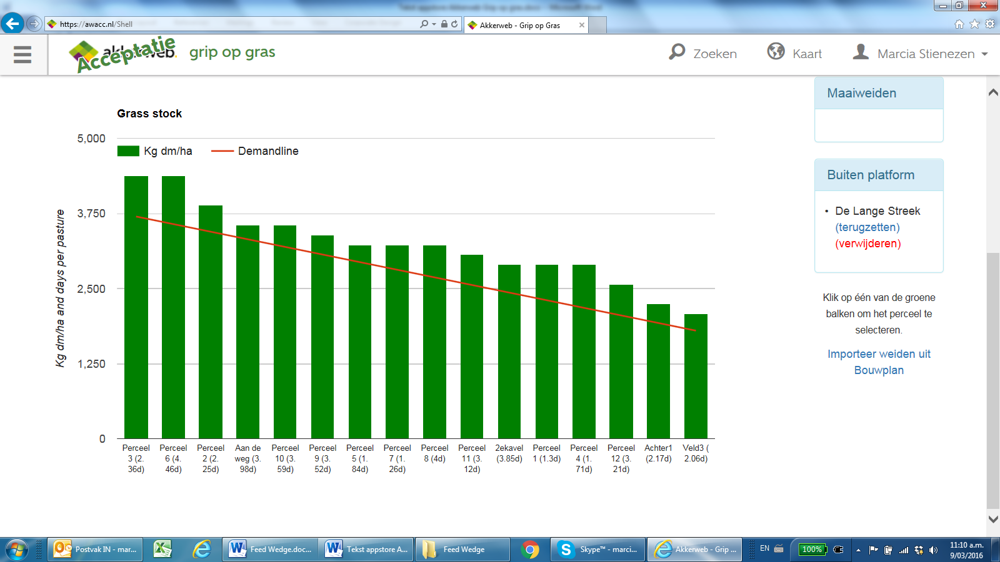 https://awacc.nl/Shell
Akkerweb - Grip op Gras
Acceptatie
grip op gras
Zoeken
Kaart
Marcia Stienezen
Grass stock
5,000
Kg dm/ha
Demandline
3,750
2,500
1,250
0
Kg dm/ha and days per pasture
Perceel
3 (2.
36d)
Perceel
6 (4.
46d)
Perceel
2 (2.
25d)
Aan de
weg (3.
98d)
Perceel
10 (3.
59d)
Perceel
9 (3.
52d)
Perceel
5 (1.
84d)
Perceel
7 (1.
26d)
Perceel
8 (4d)
Perceel
11 (3.
12d)
2ekavel
(3.85d)
Perceel
1 (1.3d)
Perceel
4 (1.
71d)
Perceel
12 (3.
21d)
Achter1
(2.17d)
Veld3 (
2.06d)
Maaiweiden
Buiten platform
• De Lange Streek
(terugzetten)
(verwijderen)
Klik op één van de groene
balken om het perceel te
selecteren.
Importeer weiden uit
Bouwplan
Postvak IN - mar...
Feed Wedge.doc...
Tekst appstore A...
Feed Wedge
Skype™ - marci...
Akkerweb - Grip ...
EN
100%
11:10 a.m.
9/03/2016